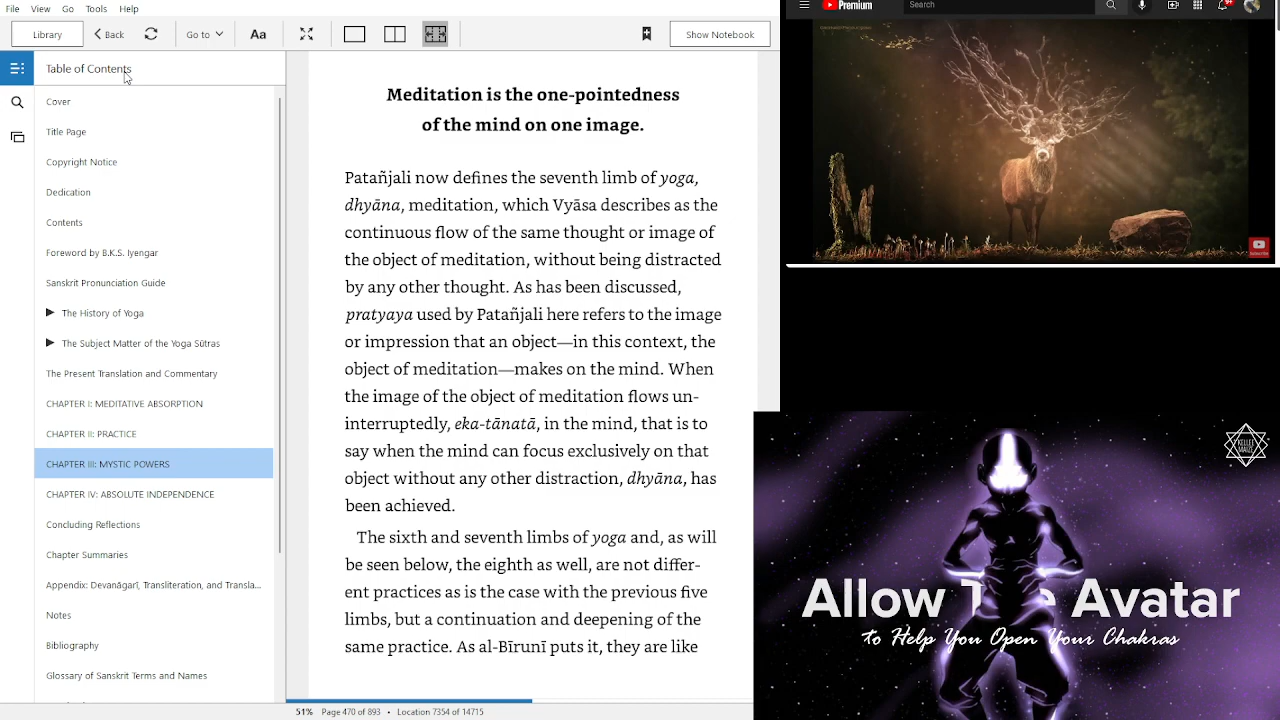 File View Go to Tools Help
Library
Back
Go to
Aa
Show Notebook
Table of Contents
Cover
Title Page
Copyright Notice
Dedication
Contents
Foreword by B.K.S. Iyengar
Sanskrit Pronunciation Guide
The History of Yoga
The Subject Matter of the Yoga Sūtras
The Present Translation and Commentary
CHAPTER I: MEDITATIVE ABSORPTION
CHAPTER II: PRACTICE
CHAPTER III: MYSTIC POWERS
CHAPTER IV: ABSOLUTE INDEPENDENCE
Concluding Reflections
Chapter Summaries
Appendix: Devanāgarī, Transliteration, and Transla...
Notes
Bibliography
Glossary of Sanskrit Terms and Names
Meditation is the one-pointedness
of the mind on one image.
Patañjali now defines the seventh limb of yoga,
dhyāna, meditation, which Vyāsa describes as the
continuous flow of the same thought or image of
the object of meditation, without being distracted
by any other thought. As has been discussed,
pratyaya used by Patañjali here refers to the image
or impression that an object—in this context, the
object of meditation—makes on the mind. When
the image of the object of meditation flows un-
interruptedly, eka-tānatā, in the mind, that is to
say when the mind can focus exclusively on that
object without any other distraction, dhyāna, has
been achieved.
The sixth and seventh limbs of yoga and, as will
be seen below, the eighth as well, are not differ-
ent practices as is the case with the previous five
limbs, but a continuation and deepening of the
same practice. As al-Bīrunī puts it, they are like
51% Page 470 of 893 • Location 7354 of 14715
Premium
Search
9+
Subscribe
Allow The Avatar
to Help You Open Your Chakras